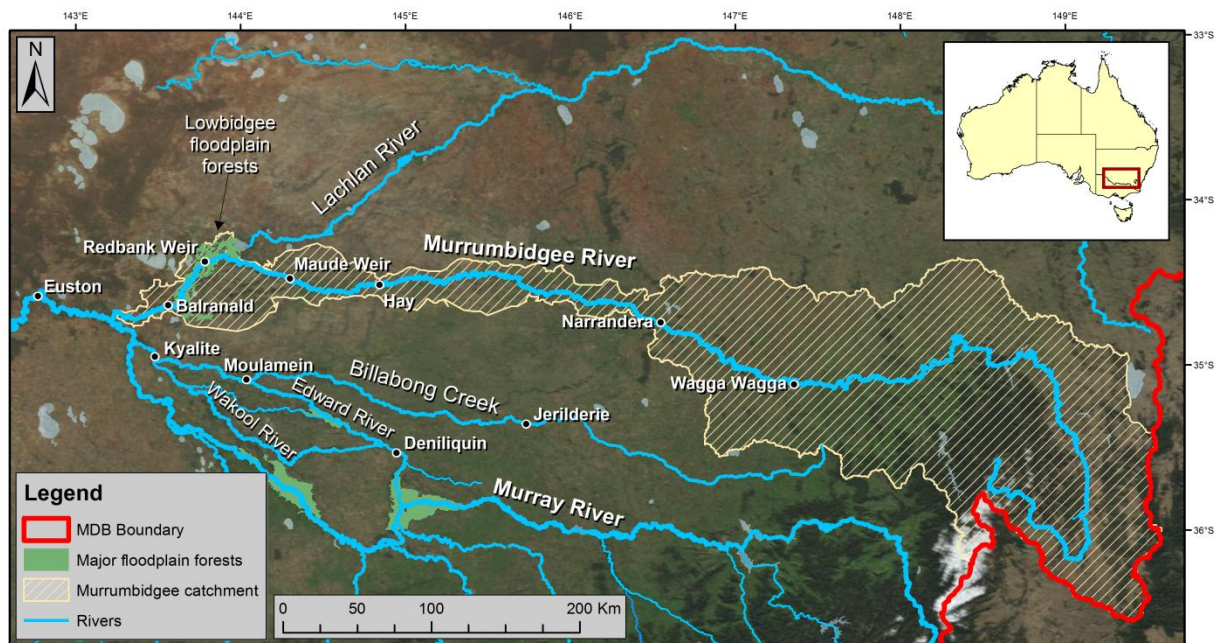 143°E
144°E
145°E
146°E
147°E
148°E
149°E
33°S
34°S
35°S
36°S
N
Lowbidgee
floodplain
forests
Lachlan River
Redbank Weir
Murrumbidgee River
Maude Weir
Euston
Balranald
Hay
Narrandera
Kyalite
Moulamein
Billabong Creek
Wagga Wagga
Edward River
Wakool River
Jerilderie
Deniliquin
Murray River
Legend
MDB Boundary
Major floodplain forests
Murrumbidgee catchment
Rivers
0 50 100 200 Km